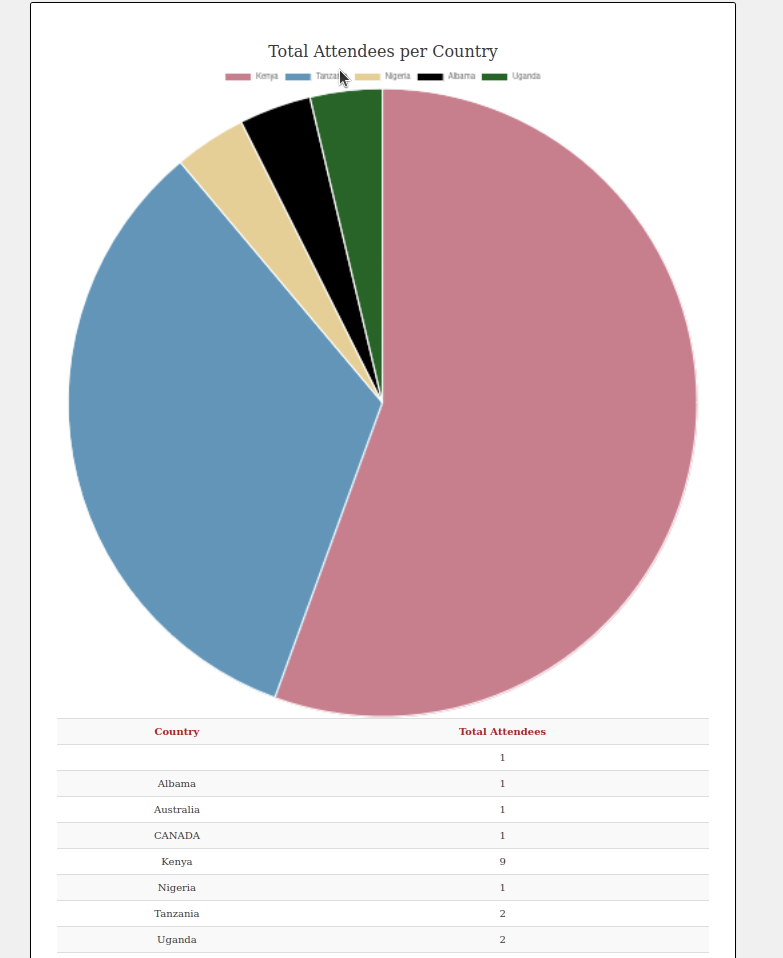 Total Attendees per Country
Kenya Nigeria Albama Uganda
Country Total Attendees
1
Albama 1
Australia 1
CANADA 1
Kenya 9
Nigeria 1
Tanzania 2
Uganda 2